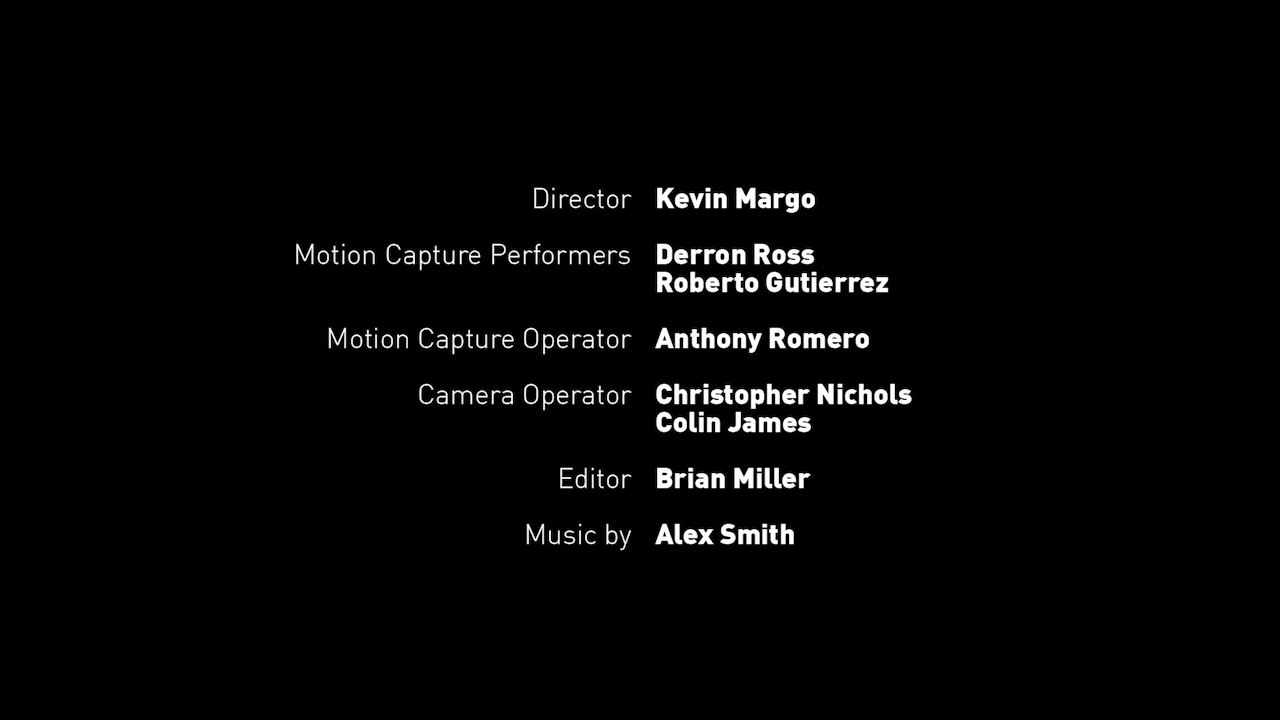 Director Kevin Margo
Motion Capture Performers Derron Ross
Roberto Gutierrez
Motion Capture Operator Anthony Romero
Camera Operator Christopher Nichols
Colin James
Editor Brian Miller
Music by Alex Smith